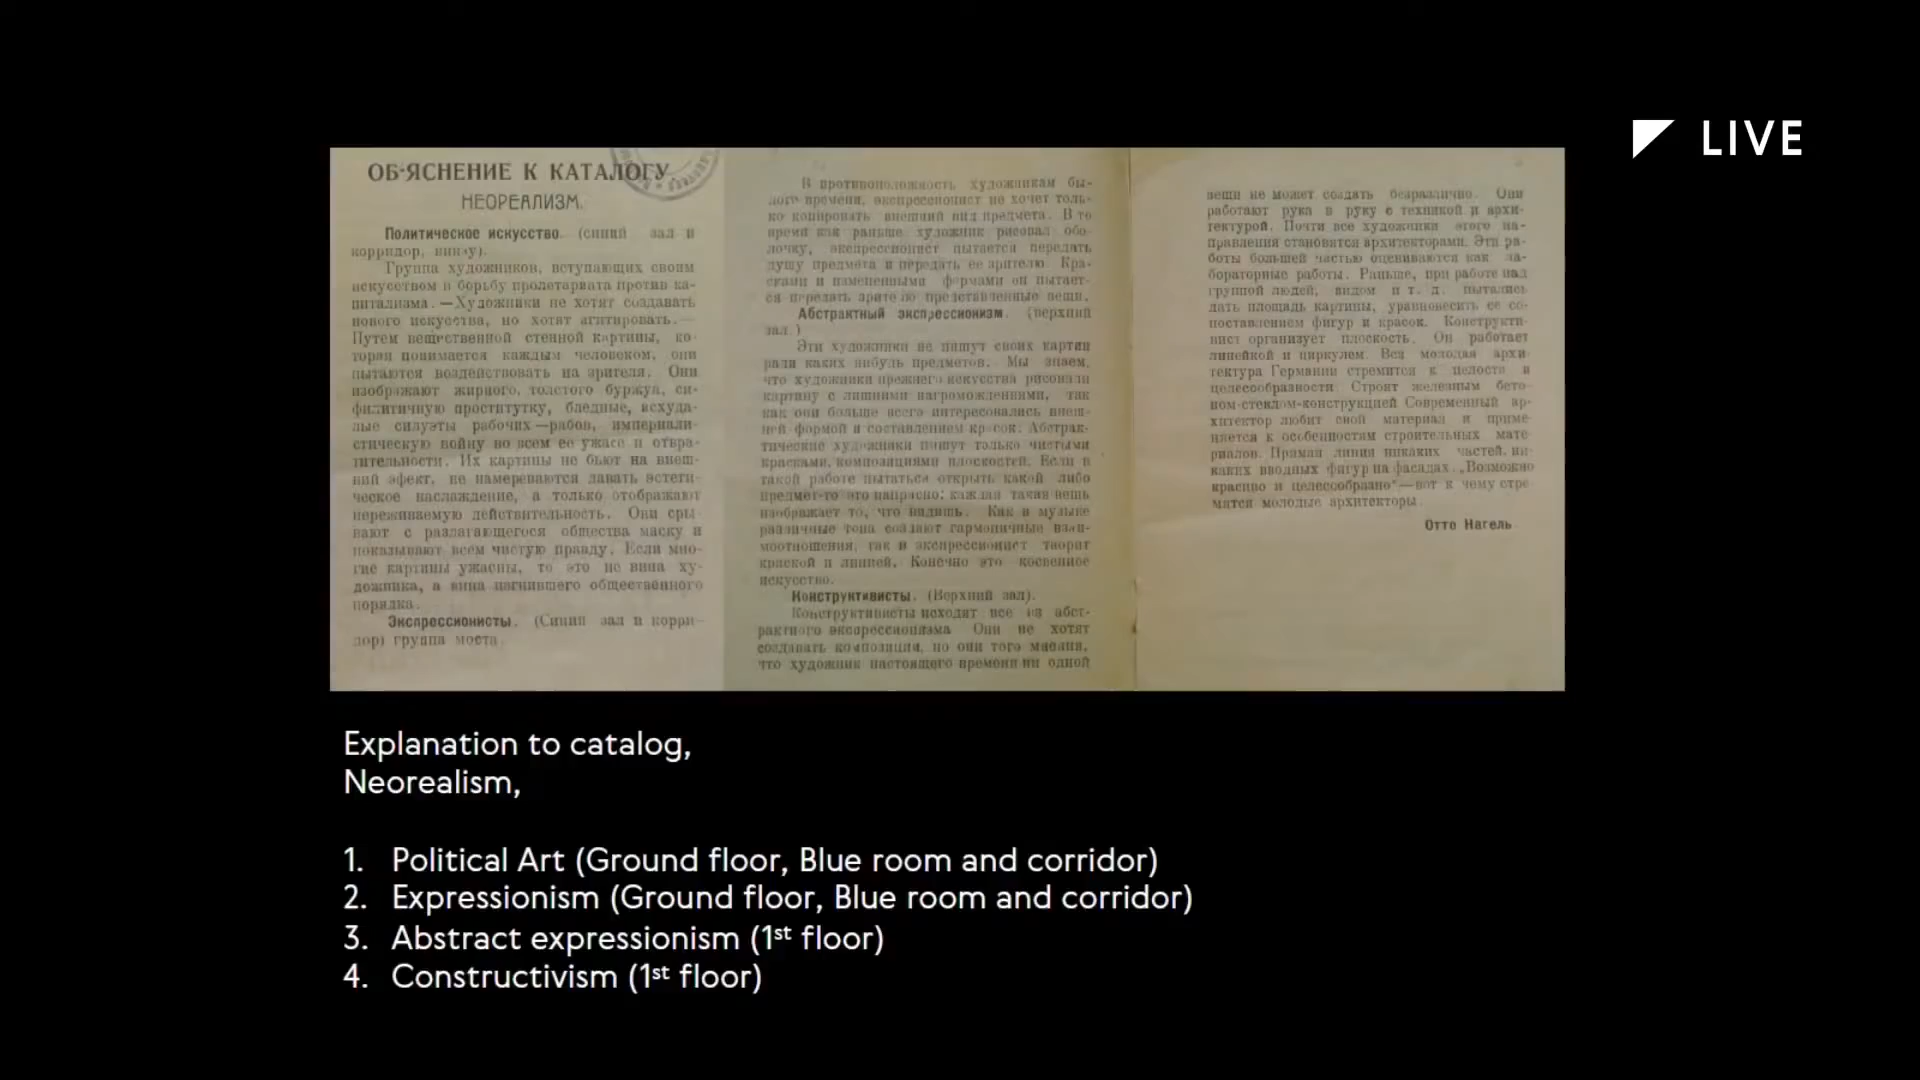 LIVE
ОБ'ЯСНЕНИЕ К КАТАЛОГУ
НЕОРЕАЛИЗМ.
Политическое искусство. (синий зал и
корридор, внизу).
Группа художников, вступающих своим
искусством в борьбу пролетариата против ка-
питализма.—Художники не хотят создавать
нового искусства, но хотят агитировать.—
Путем вещественной стенной картины, ко-
торая понимается каждым человеком, они
пытаются воздействовать на зрителя. Они
изображают жирного, толстого буржуа, си-
филитичную проститутку, бледные, исхуда-
лые силуэты рабочих—рабов, империали-
стическую войну во всем ее ужасе и отвра-
тительности. Их картины не бьют на внеш-
ний эфект, не намереваются давать эстети-
ческое наслаждение, а только отображают
переживаемую действительность. Они сры-
вают с разлагающегося общества маску и
показывают всем чистую правду. Если мно-
гие картины ужасны, то это не вина ху-
дожника, а вина нагнившего общественного
порядка.
Экспрессионисты. (Синий зал и корри-
дор) группа моста
В противоположность художникам бы-
лого времени, экспрессионист не хочет толь-
ко копировать внешний вид предмета. В то
время как раньше художник рисовал обо-
лочку, экспрессионист пытается передать
душу предмета и передать ее зрителю. Кра-
сками и измененными формами он пытает-
ся передать зрителю представленные вещи.
Абстрактный экспрессионизм. (верхний
зал.)
Эти художники не пишут своих картин
ради каких нибудь предметов. Мы знаем,
что художники прежнего искусства рисовали
картину с лишними нагроможденнями, так
как они больше всего интересовались внеш-
ней формой и составлением красок. Абстрак-
тические художники пишут только чистыми
красками, композициями плоскостей. Если в
такой работе пытаться открыть какой либо
предмет-то это напрасно: каждая такая вещь
изображает то, что видишь. Как в музыке
различные тона создают гармоничные взаи-
моотношения, так и экспрессионист творит
краской и линией. Конечно это косвенное
искусство.
Конструктивисты. (Верхний зал).
Конструктивисты исходят все из абст-
рактного экспрессионизма Они не хотят
создавать композиции, но они того мнения,
что художник настоящего времени ни одной
вещи не может создать безразлично. Они
работают рука в руку с техникой и архи-
тектурой. Почти все художники этого на-
правления становятся архитекторами. Эти ра-
боты большей частью оцениваются как ла-
бораторные работы. Раньше, при работе над
группой людей, видом и т. д. пытались
дать площадь картины, уравновесить ее со-
поставлением фигур и красок. Конструкти-
вист организует плоскость. Он работает
линейкой и циркулем. Вся молодая архи-
тектура Германии стремится к целости и
целесообразности Строят железным бето-
ном-стеклом-конструкцией Современный ар-
хитектор любит свой материал и приме-
няется к особенностям строительных мате-
риалов. Прямая линия никаких частей, ни-
каких вводных фигур на фасадах. „Возможно
красиво и целесообразно"—вот к чему стре-
мятся молодые архитекторы.
Отто Нагель
Explanation to catalog,
Neorealism,
1. Political Art (Ground floor, Blue room and corridor)
2. Expressionism (Ground floor, Blue room and corridor)
3. Abstract expressionism (1st floor)
4. Constructivism (1st floor)